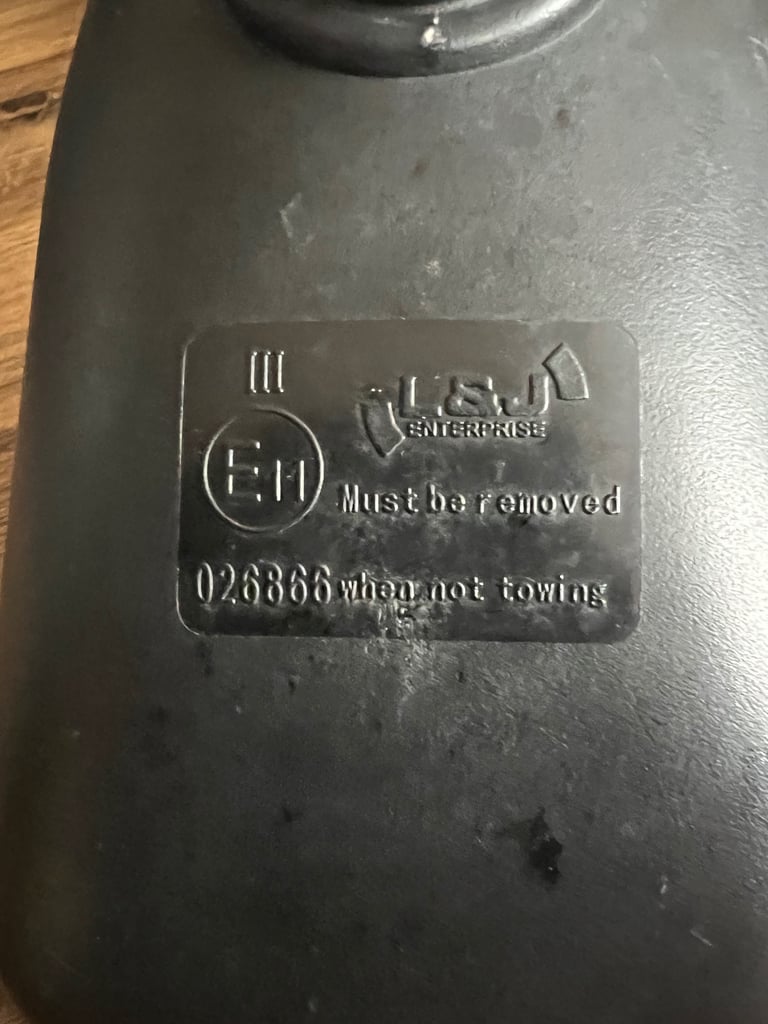 III
L&J
ENTERPRISE
E11
Must be removed
026866 when not towing